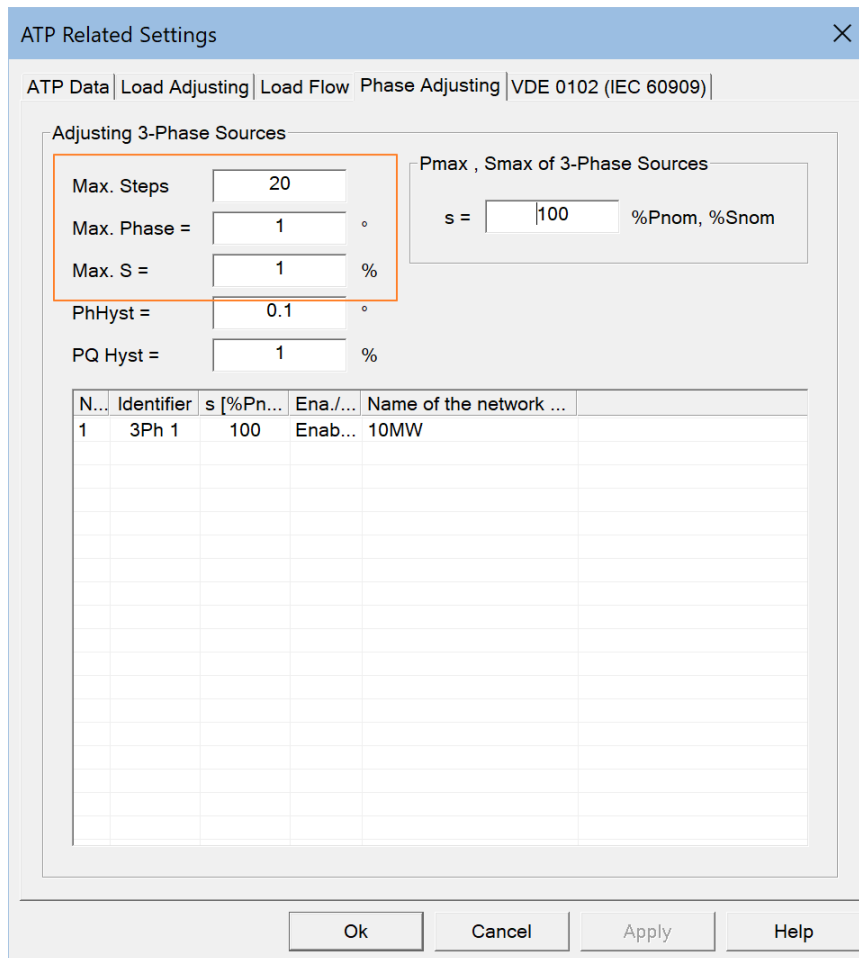 ATP Related Settings
ATP Data Load Adjusting Load Flow Phase Adjusting VDE 0102 (IEC 60909)
Adjusting 3-Phase Sources
Max. Steps 20
Max. Phase = 1 °
Max. S = 1 %
PhHyst = 0.1 °
PQ Hyst = 1 %
Pmax , Smax of 3-Phase Sources
s = 100 %Pnom, %Snom
N... Identifier s [%Pn... Ena./... Name of the network ...
1 3Ph 1 100 Enab... 10MW
Ok Cancel Apply Help